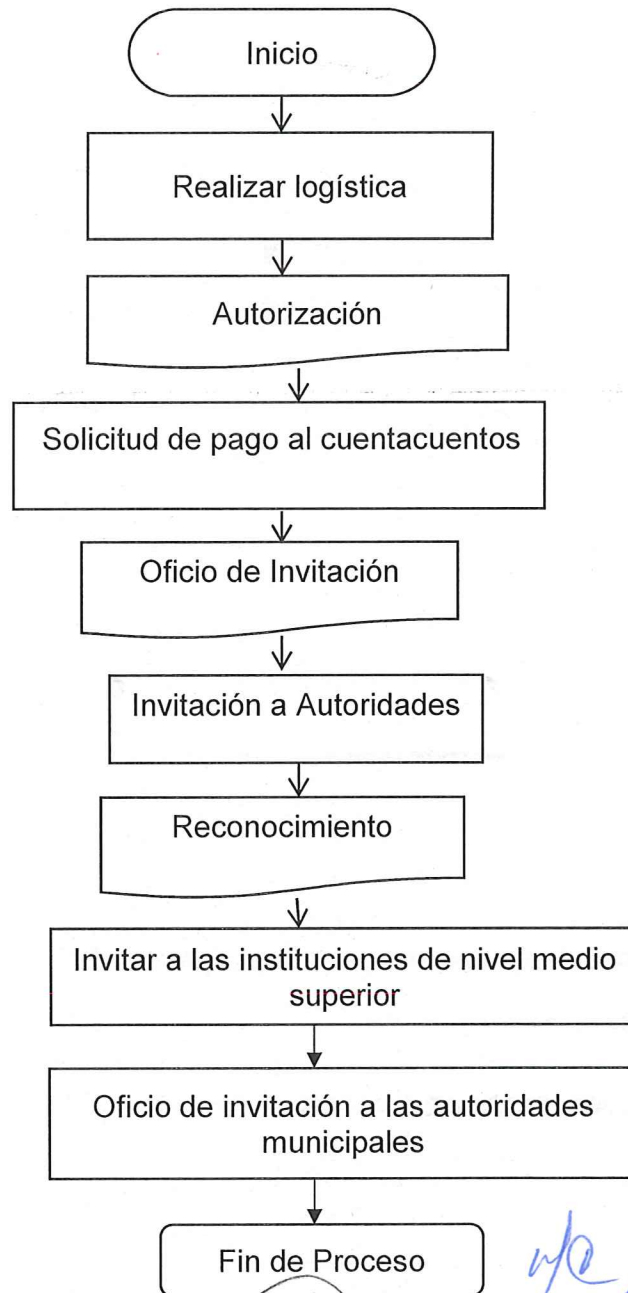 Inicio
Realizar logística
Autorización
Solicitud de pago al cuentacuentos
Oficio de Invitación
Invitación a Autoridades
Reconocimiento
Invitar a las instituciones de nivel medio
superior
Oficio de invitación a las autoridades
municipales
Fin de Proceso